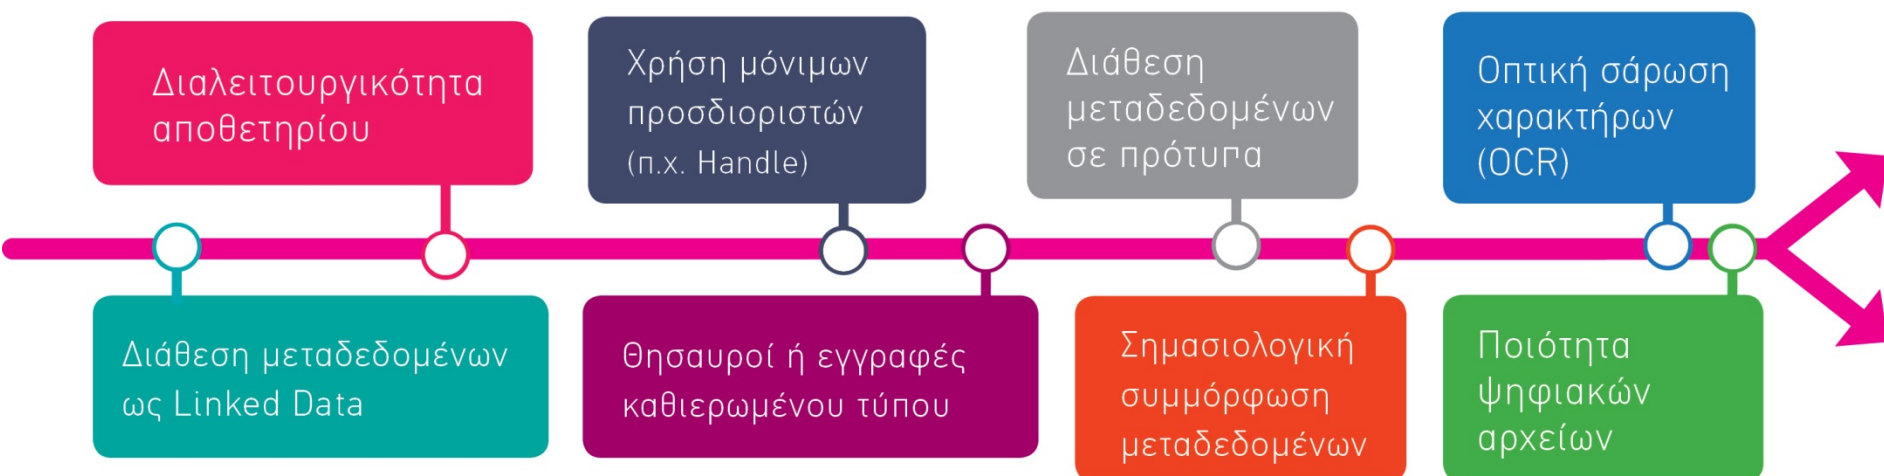 Διαλειτουργικότητα
αποθετηρίου
Χρήση μόνιμων
προσδιοριστών
(π.χ. Handle)
Διάθεση
μεταδεδομένων
σε πρότυπα
Οπτική σάρωση
χαρακτήρων
(OCR)
Διάθεση μεταδεδομένων
ως Linked Data
Θησαυροί ή εγγραφές
καθιερωμένου τύπου
Σημασιολογική
συμμόρφωση
μεταδεδομένων
Ποιότητα
ψηφιακών
αρχείων